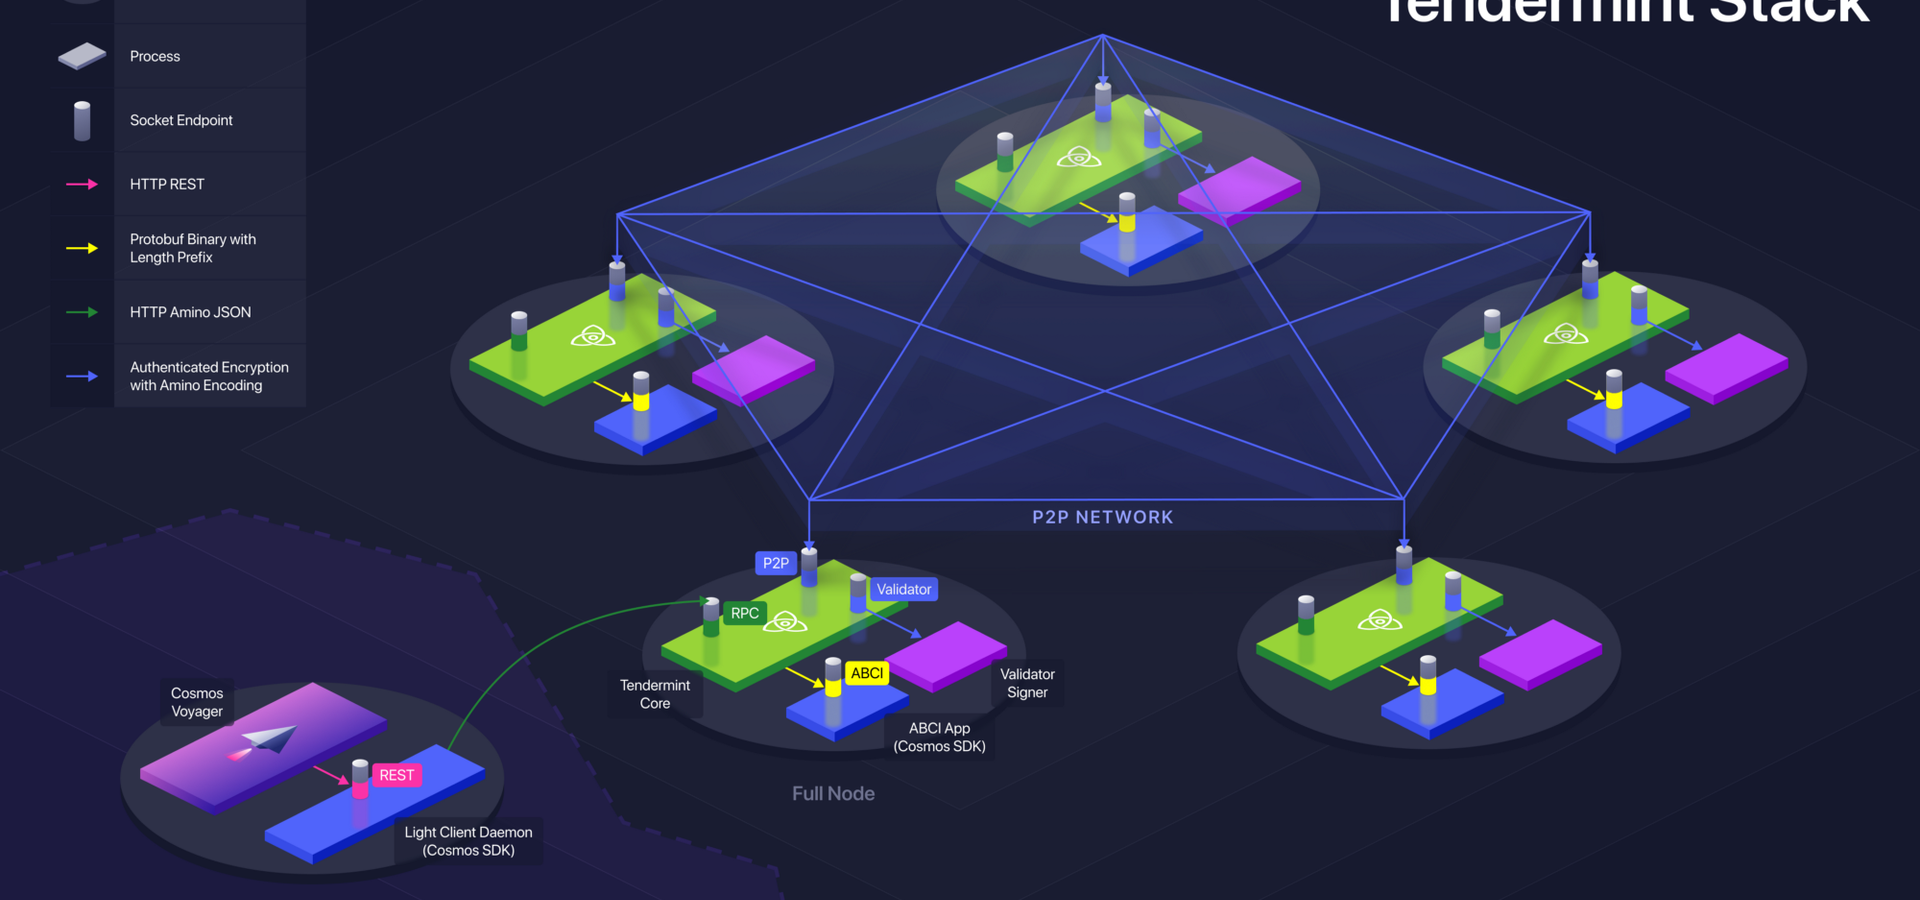 Tendermint Stack
Process
Socket Endpoint
HTTP REST
Protobuf Binary with
Length Prefix
HTTP Amino JSON
Authenticated Encryption
with Amino Encoding
P2P NETWORK
P2P
Validator
RPC
ABCI
Tendermint
Core
Validator
Signer
ABCI App
(Cosmos SDK)
Full Node
Cosmos
Voyager
REST
Light Client Daemon
(Cosmos SDK)